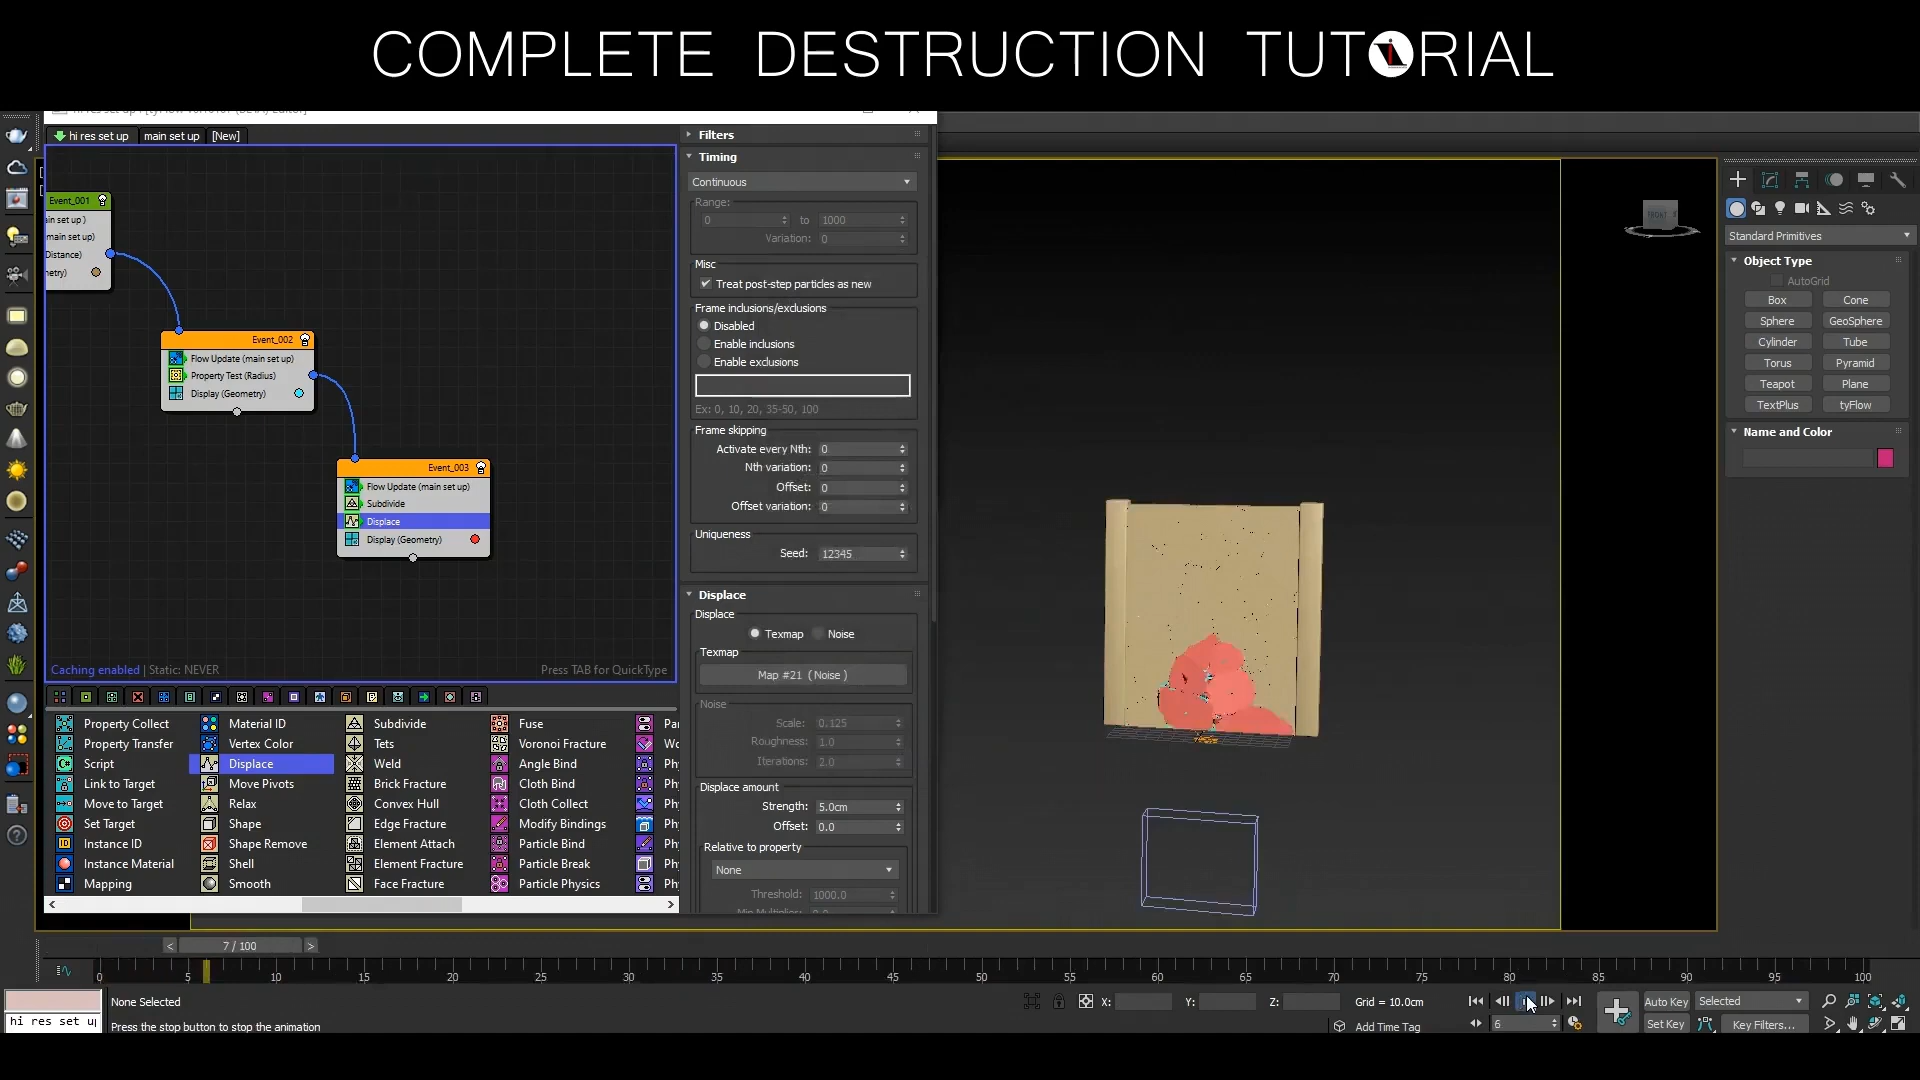 COMPLETE DESTRUCTION TUTORIAL
hi res set up
main set up
[New]
Event_001
main set up)
Distance)
Event_002
Flow Update (main set up)
Property Test (Radius)
Display (Geometry)
Event_003
Flow Update (main set up)
Subdivide
Displace
Display (Geometry)
Caching enabled | Static: NEVER
Press TAB for QuickType
Filters
Timing
Continuous
Range:
0 to 1000
Variation: 0
Misc
Treat post-step particles as new
Frame inclusions/exclusions
Disabled
Enable inclusions
Enable exclusions
Ex: 0, 10, 20, 35-50, 100
Frame skipping
Activate every Nth: 0
Nth variation: 0
Offset: 0
Offset variation: 0
Uniqueness
Seed: 12345
Displace
Displace
Texmap Noise
Texmap
Map #21 ( Noise )
Noise
Scale: 0.125
Roughness: 1.0
Iterations: 2.0
Displace amount
Strength: 5.0cm
Offset: 0.0
Relative to property
None
Threshold: 1000.0
Property Collect Material ID Subdivide Fuse
Property Transfer Vertex Color Tets Voronoi Fracture
Script Displace Weld Angle Bind
Link to Target Move Pivots Brick Fracture Cloth Bind
Move to Target Relax Convex Hull Cloth Collect
Set Target Shape Edge Fracture Modify Bindings
Instance ID Shape Remove Element Attach Particle Bind
Instance Material Shell Element Fracture Particle Break
Mapping Smooth Face Fracture Particle Physics
FRONT
Standard Primitives
Object Type
AutoGrid
Box Cone
Sphere GeoSphere
Cylinder Tube
Torus Pyramid
Teapot Plane
TextPlus tyFlow
Name and Color
< 7 / 100 >
0 5 10 15 20 25 30 35 40 45 50 55 60 65 70 75 80 85 90 95 100
None Selected
hi res set up
Press the stop button to stop the animation
X: Y: Z: Grid = 10.0cm
Add Time Tag
6
Auto Key Selected
Set Key Key Filters...